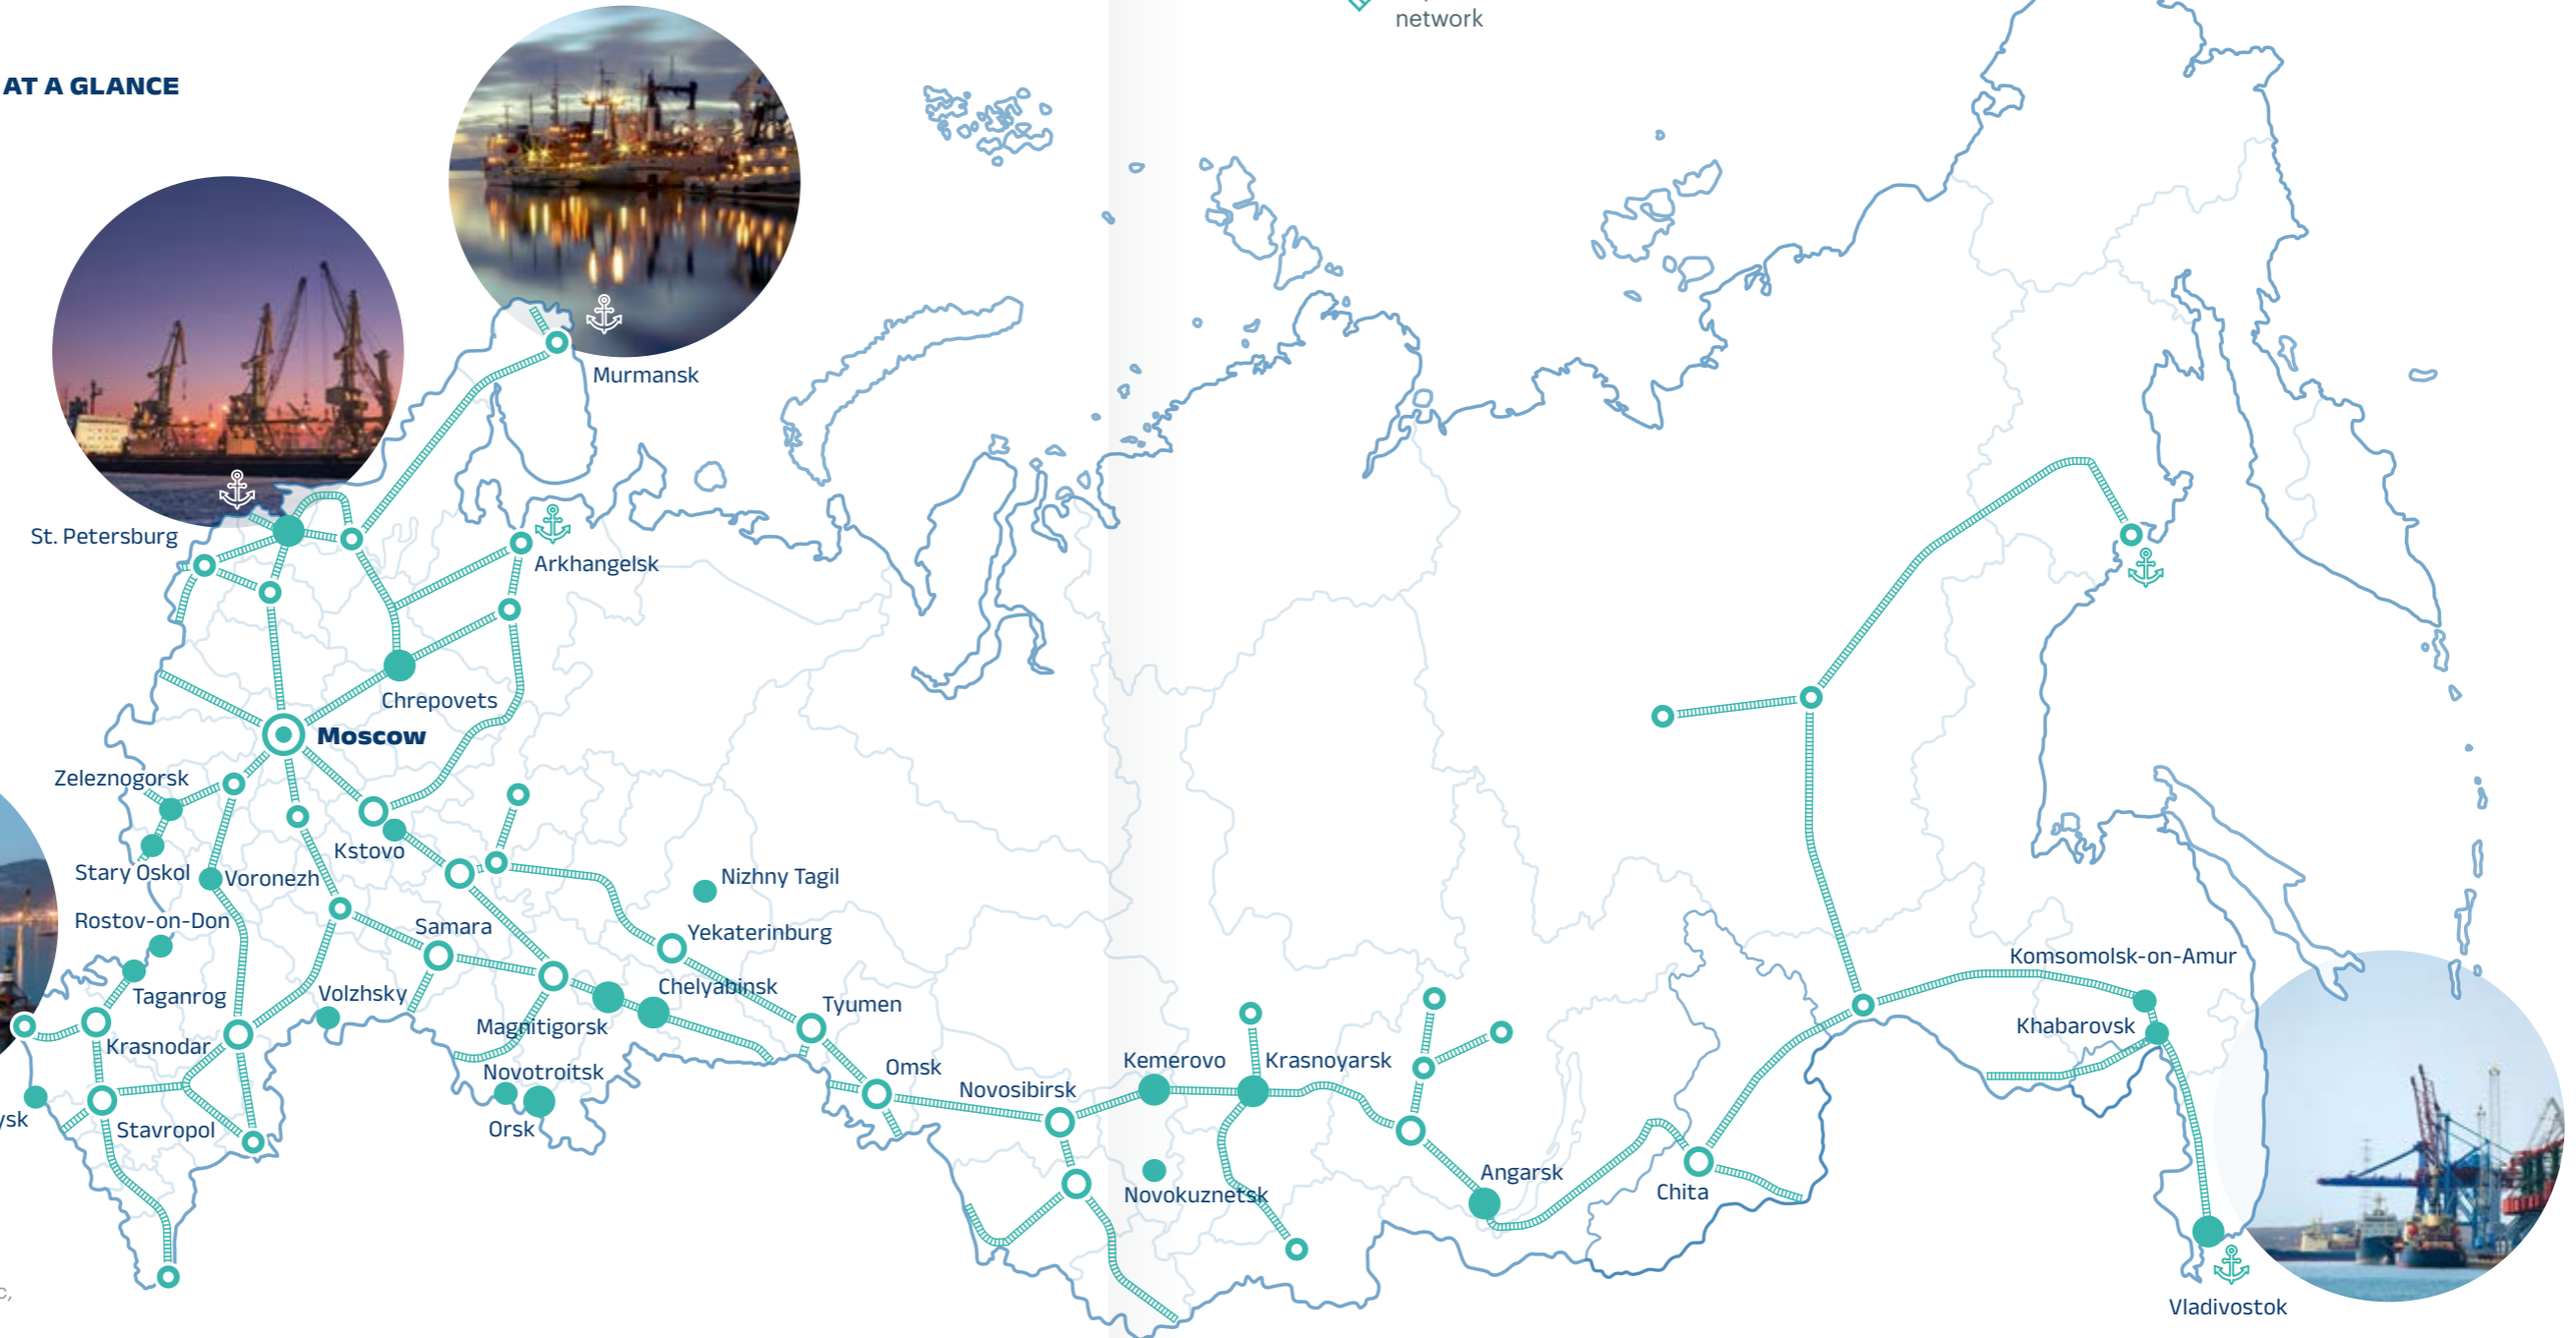 network
AT A GLANCE
Murmansk
St. Petersburg
Arkhangelsk
Chrepovets
Moscow
Zeleznogorsk
Kstovo
Stary Oskol
Voronezh
Nizhny Tagil
Rostov-on-Don
Samara
Yekaterinburg
Komsomolsk-on-Amur
Taganrog
Volzhsky
Chelyabinsk
Tyumen
Magnitigorsk
Khabarovsk
Krasnodar
Novotroitsk
Omsk
Kemerovo
Krasnoyarsk
Novosibirsk
ysk
Stavropol
Orsk
Angarsk
Chita
Novokuznetsk
c,
Vladivostok